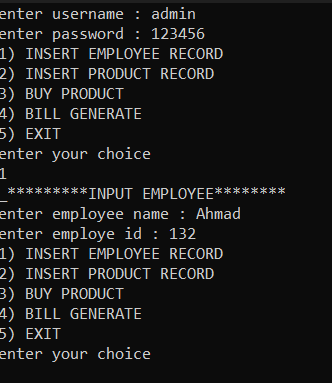 enter username : admin
enter password : 123456
1) INSERT EMPLOYEE RECORD
2) INSERT PRODUCT RECORD
3) BUY PRODUCT
4) BILL GENERATE
5) EXIT
enter your choice
1
_*********INPUT EMPLOYEE********
enter employee name : Ahmad
enter employe id : 132
1) INSERT EMPLOYEE RECORD
2) INSERT PRODUCT RECORD
3) BUY PRODUCT
4) BILL GENERATE
5) EXIT
enter your choice